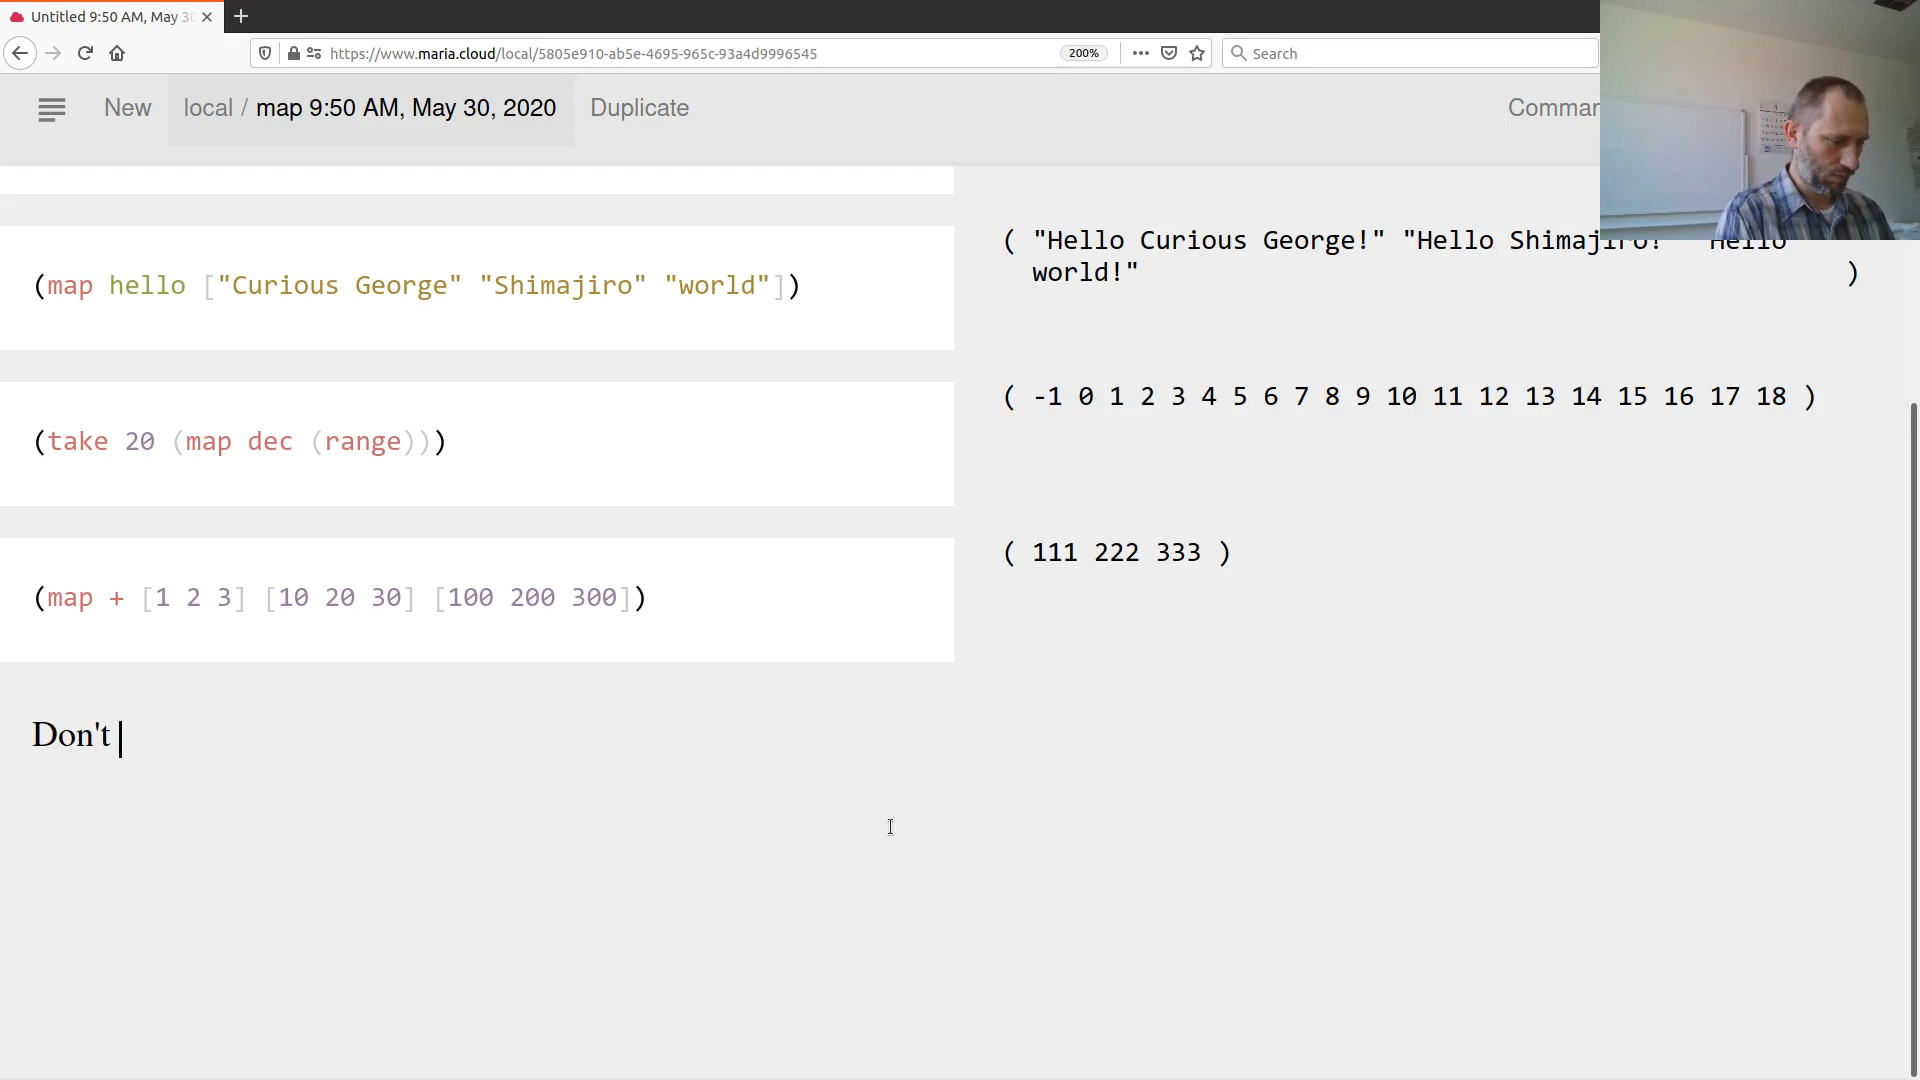 Untitled 9:50 AM, May 30
https://www.maria.cloud/local/5805e910-ab5e-4695-965c-93a4d9996545
200%
Search
New
local / map 9:50 AM, May 30, 2020
Duplicate
( "Hello Curious George!" "Hello Shimajiro!" "Hello
world!" )
(map hello ["Curious George" "Shimajiro" "world"])
( -1 0 1 2 3 4 5 6 7 8 9 10 11 12 13 14 15 16 17 18 )
(take 20 (map dec (range)))
( 111 222 333 )
(map + [1 2 3] [10 20 30] [100 200 300])
Don't